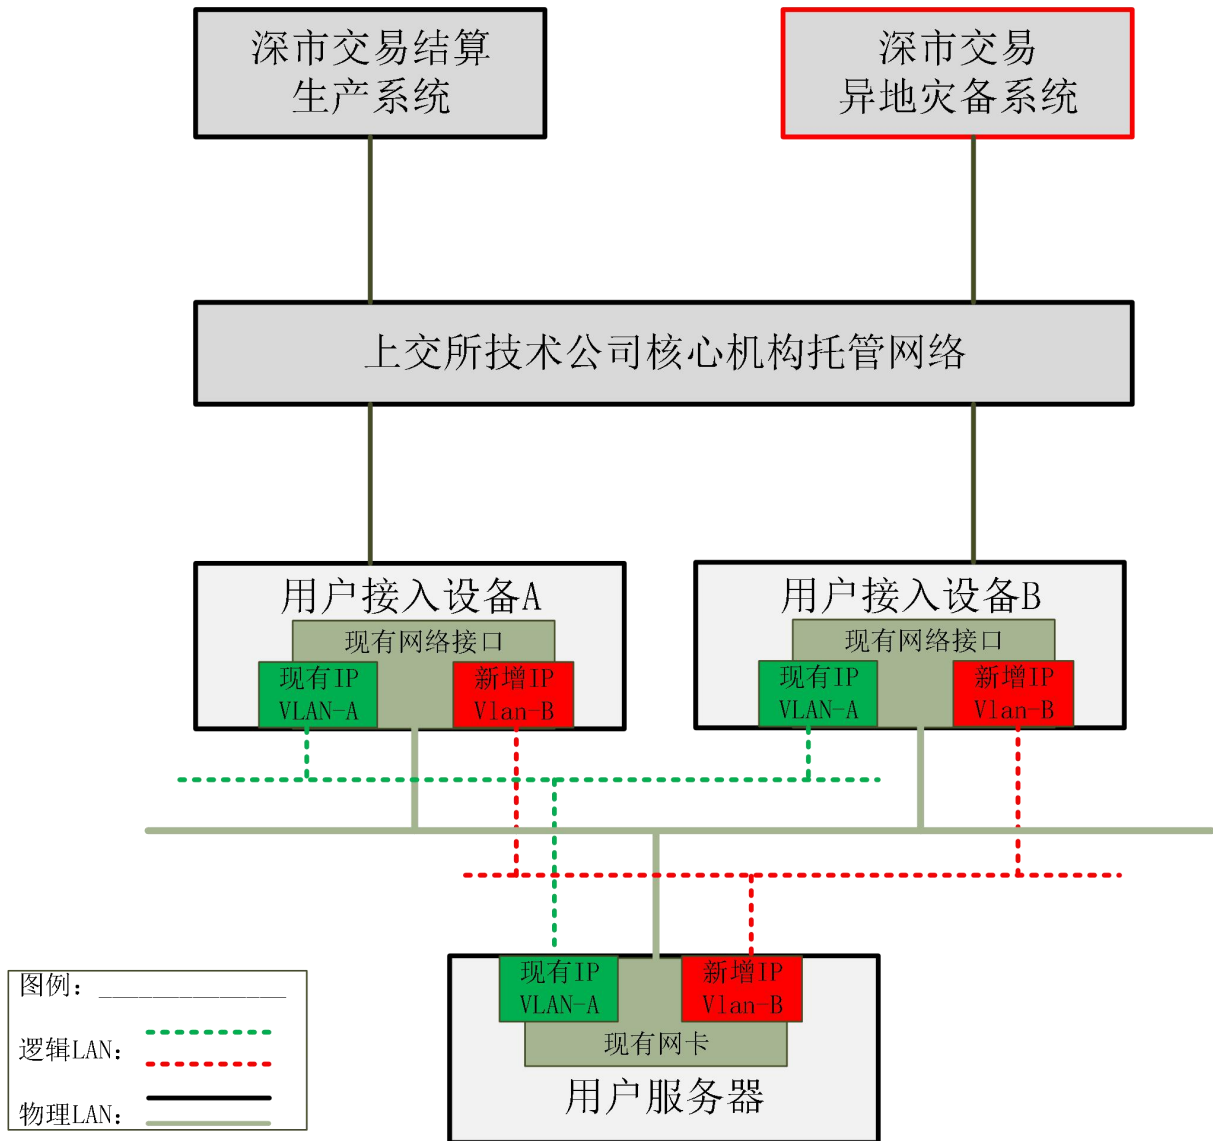 深市交易结算
生产系统
深市交易
异地灾备系统
上交所技术公司核心机构托管网络
用户接入设备A
现有网络接口
现有IP
VLAN-A
新增IP
Vlan-B
用户接入设备B
现有网络接口
现有IP
VLAN-A
新增IP
Vlan-B
现有IP
VLAN-A
新增IP
Vlan-B
现有网卡
用户服务器
图例：
逻辑LAN：
物理LAN：